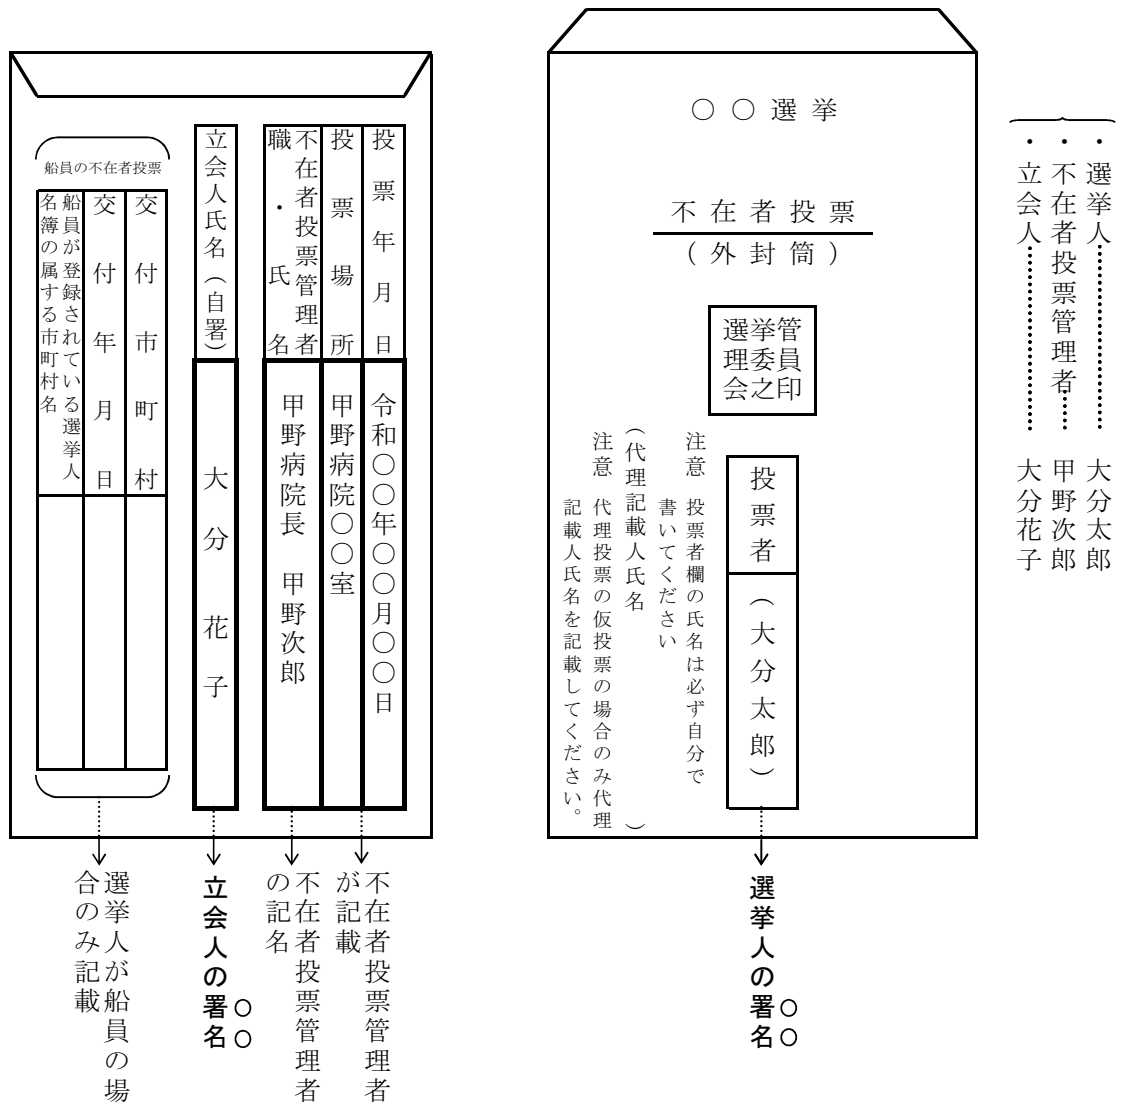 ・選挙人………………大分太郎
・不在者投票管理者……甲野次郎
・立会人………………大分花子
○○選挙
不在者投票
(外封筒)
選挙管
理委員
会之印
投票者
(大分太郎)
注意 投票者欄の氏名は必ず自分で
書いてください
(代理記載人氏名 )
注意 代理投票の仮投票の場合のみ代理
記載人氏名を記載してください。
選挙人の署名
○○
投票年月日
令和○○年○○月○○日
投票場所
甲野病院○○室
不在者投票管理者
職・氏名
甲野病院長 甲野次郎
立会人氏名(自署)
大分花子
船員の不在者投票
交付市町村
交付年月日
船員が登録されている選挙人
名簿の属する市町村名
不在者投票管理者
が記載
不在者投票管理者
の記名
立会人の署名
○○
選挙人が船員の場
合のみ記載